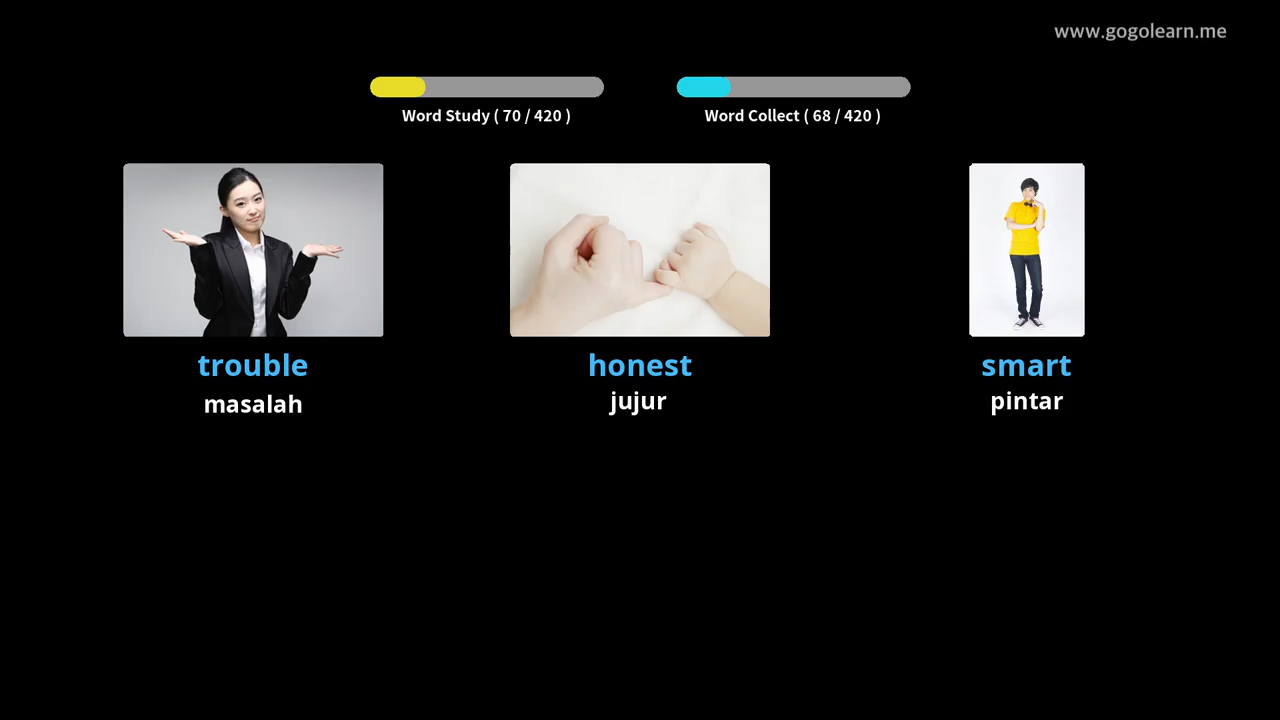 www.gogolearn.me
Word Study ( 70 / 420 )
Word Collect ( 68 / 420 )
trouble
masalah
honest
jujur
smart
pintar